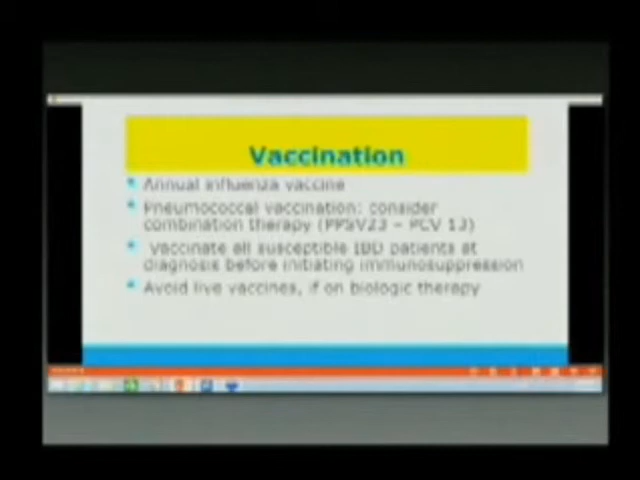 Vaccination
Annual influenza vaccine
Pneumococcal vaccination: consider
combination therapy (PPSV23 – PCV 13)
Vaccinate all susceptible IBD patients at
diagnosis before initiating immunosuppression
Avoid live vaccines, if on biologic therapy